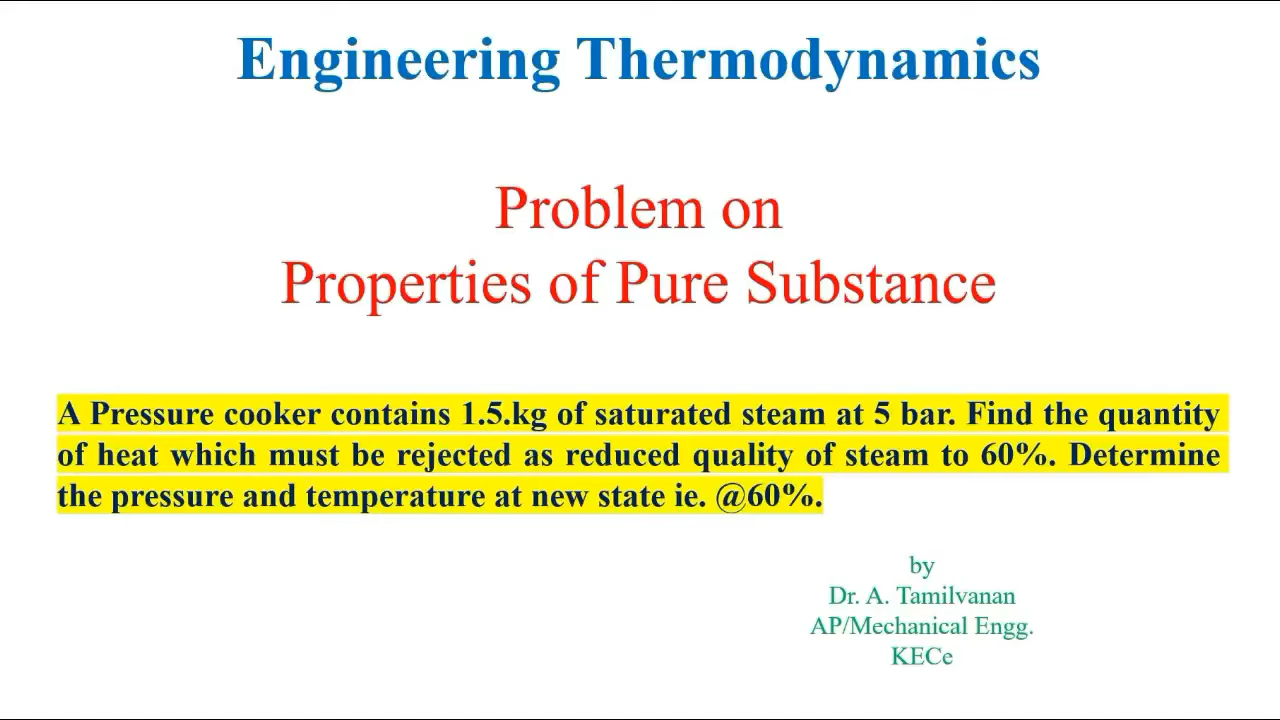 Engineering Thermodynamics
Problem on
Properties of Pure Substance
A Pressure cooker contains 1.5.kg of saturated steam at 5 bar. Find the quantity
of heat which must be rejected as reduced quality of steam to 60%. Determine
the pressure and temperature at new state ie. @60%.
by
Dr. A. Tamilvanan
AP/Mechanical Engg.
KECe